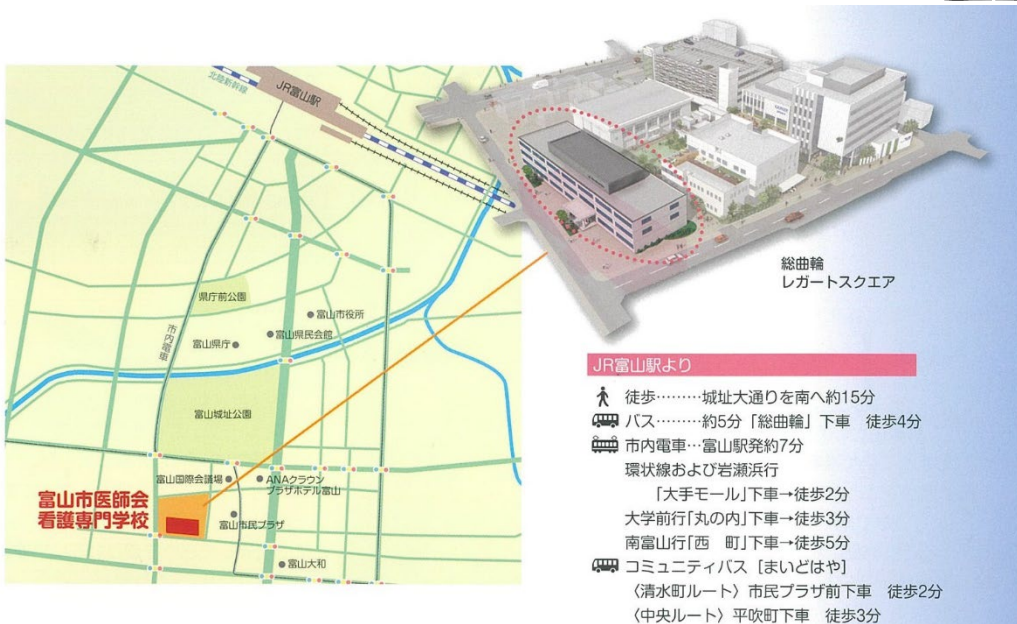 北陸新幹線
JR富山駅
市内電車
県庁前公園
富山市役所
富山県民会館
富山県庁
富山城址公園
富山国際会議場
ANAクラウン
プラザホテル富山
富山市医師会
看護専門学校
富山市民プラザ
富山大和
総曲輪
レガートスクエア
JR富山駅より
徒歩………城址大通りを南へ約15分
バス………約5分「総曲輪」下車 徒歩4分
市内電車…富山駅発約7分
環状線および岩瀬浜行
「大手モール」下車→徒歩2分
大学前行「丸の内」下車→徒歩3分
南富山行「西 町」下車→徒歩5分
コミュニティバス [まいどはや]
〈清水町ルート〉市民プラザ前下車 徒歩2分
〈中央ルート〉平吹町下車 徒歩3分